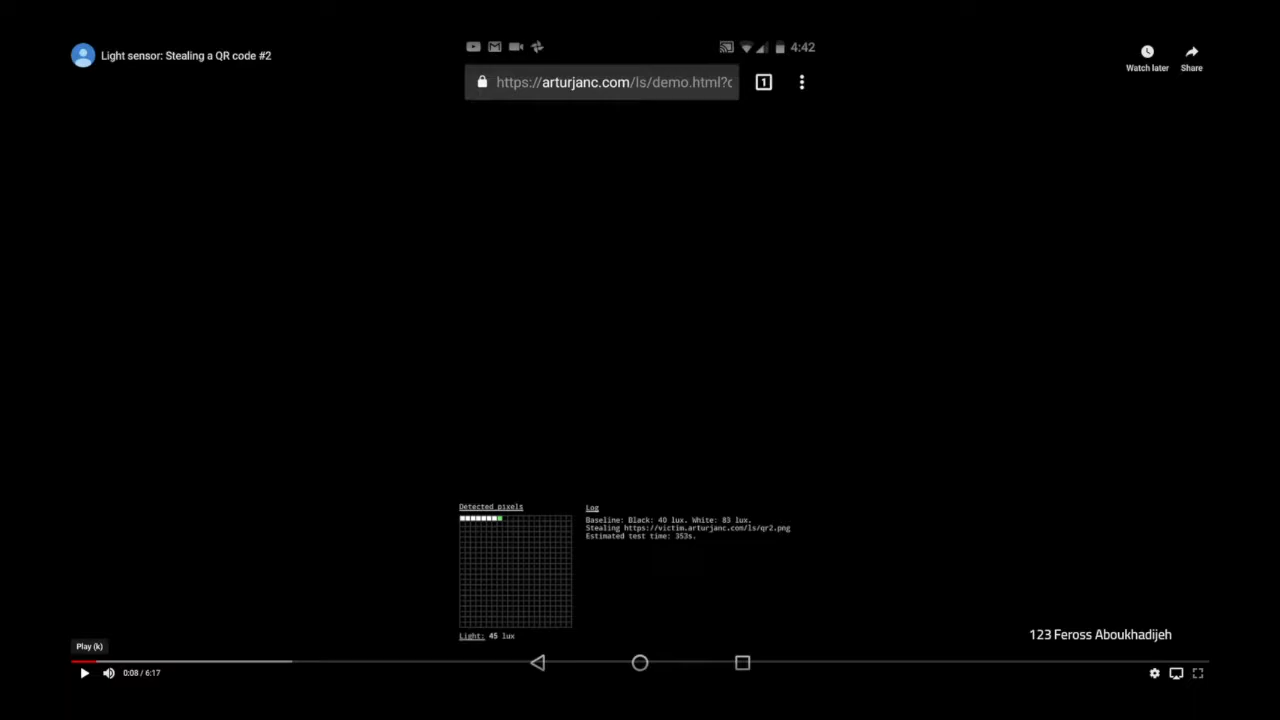 Light sensor: Stealing a QR code #2
4:42
Watch later
Share
https://arturjanc.com/ls/demo.html?c
1
Detected pixels
Log
Baseline: Black: 40 lux. White: 83 lux.
Stealing https://victim.arturjanc.com/ls/qr2.png
Estimated test time: 353s.
Light: 45 lux
123 Feross Aboukhadijeh
Play (k)
0:08 / 6:17